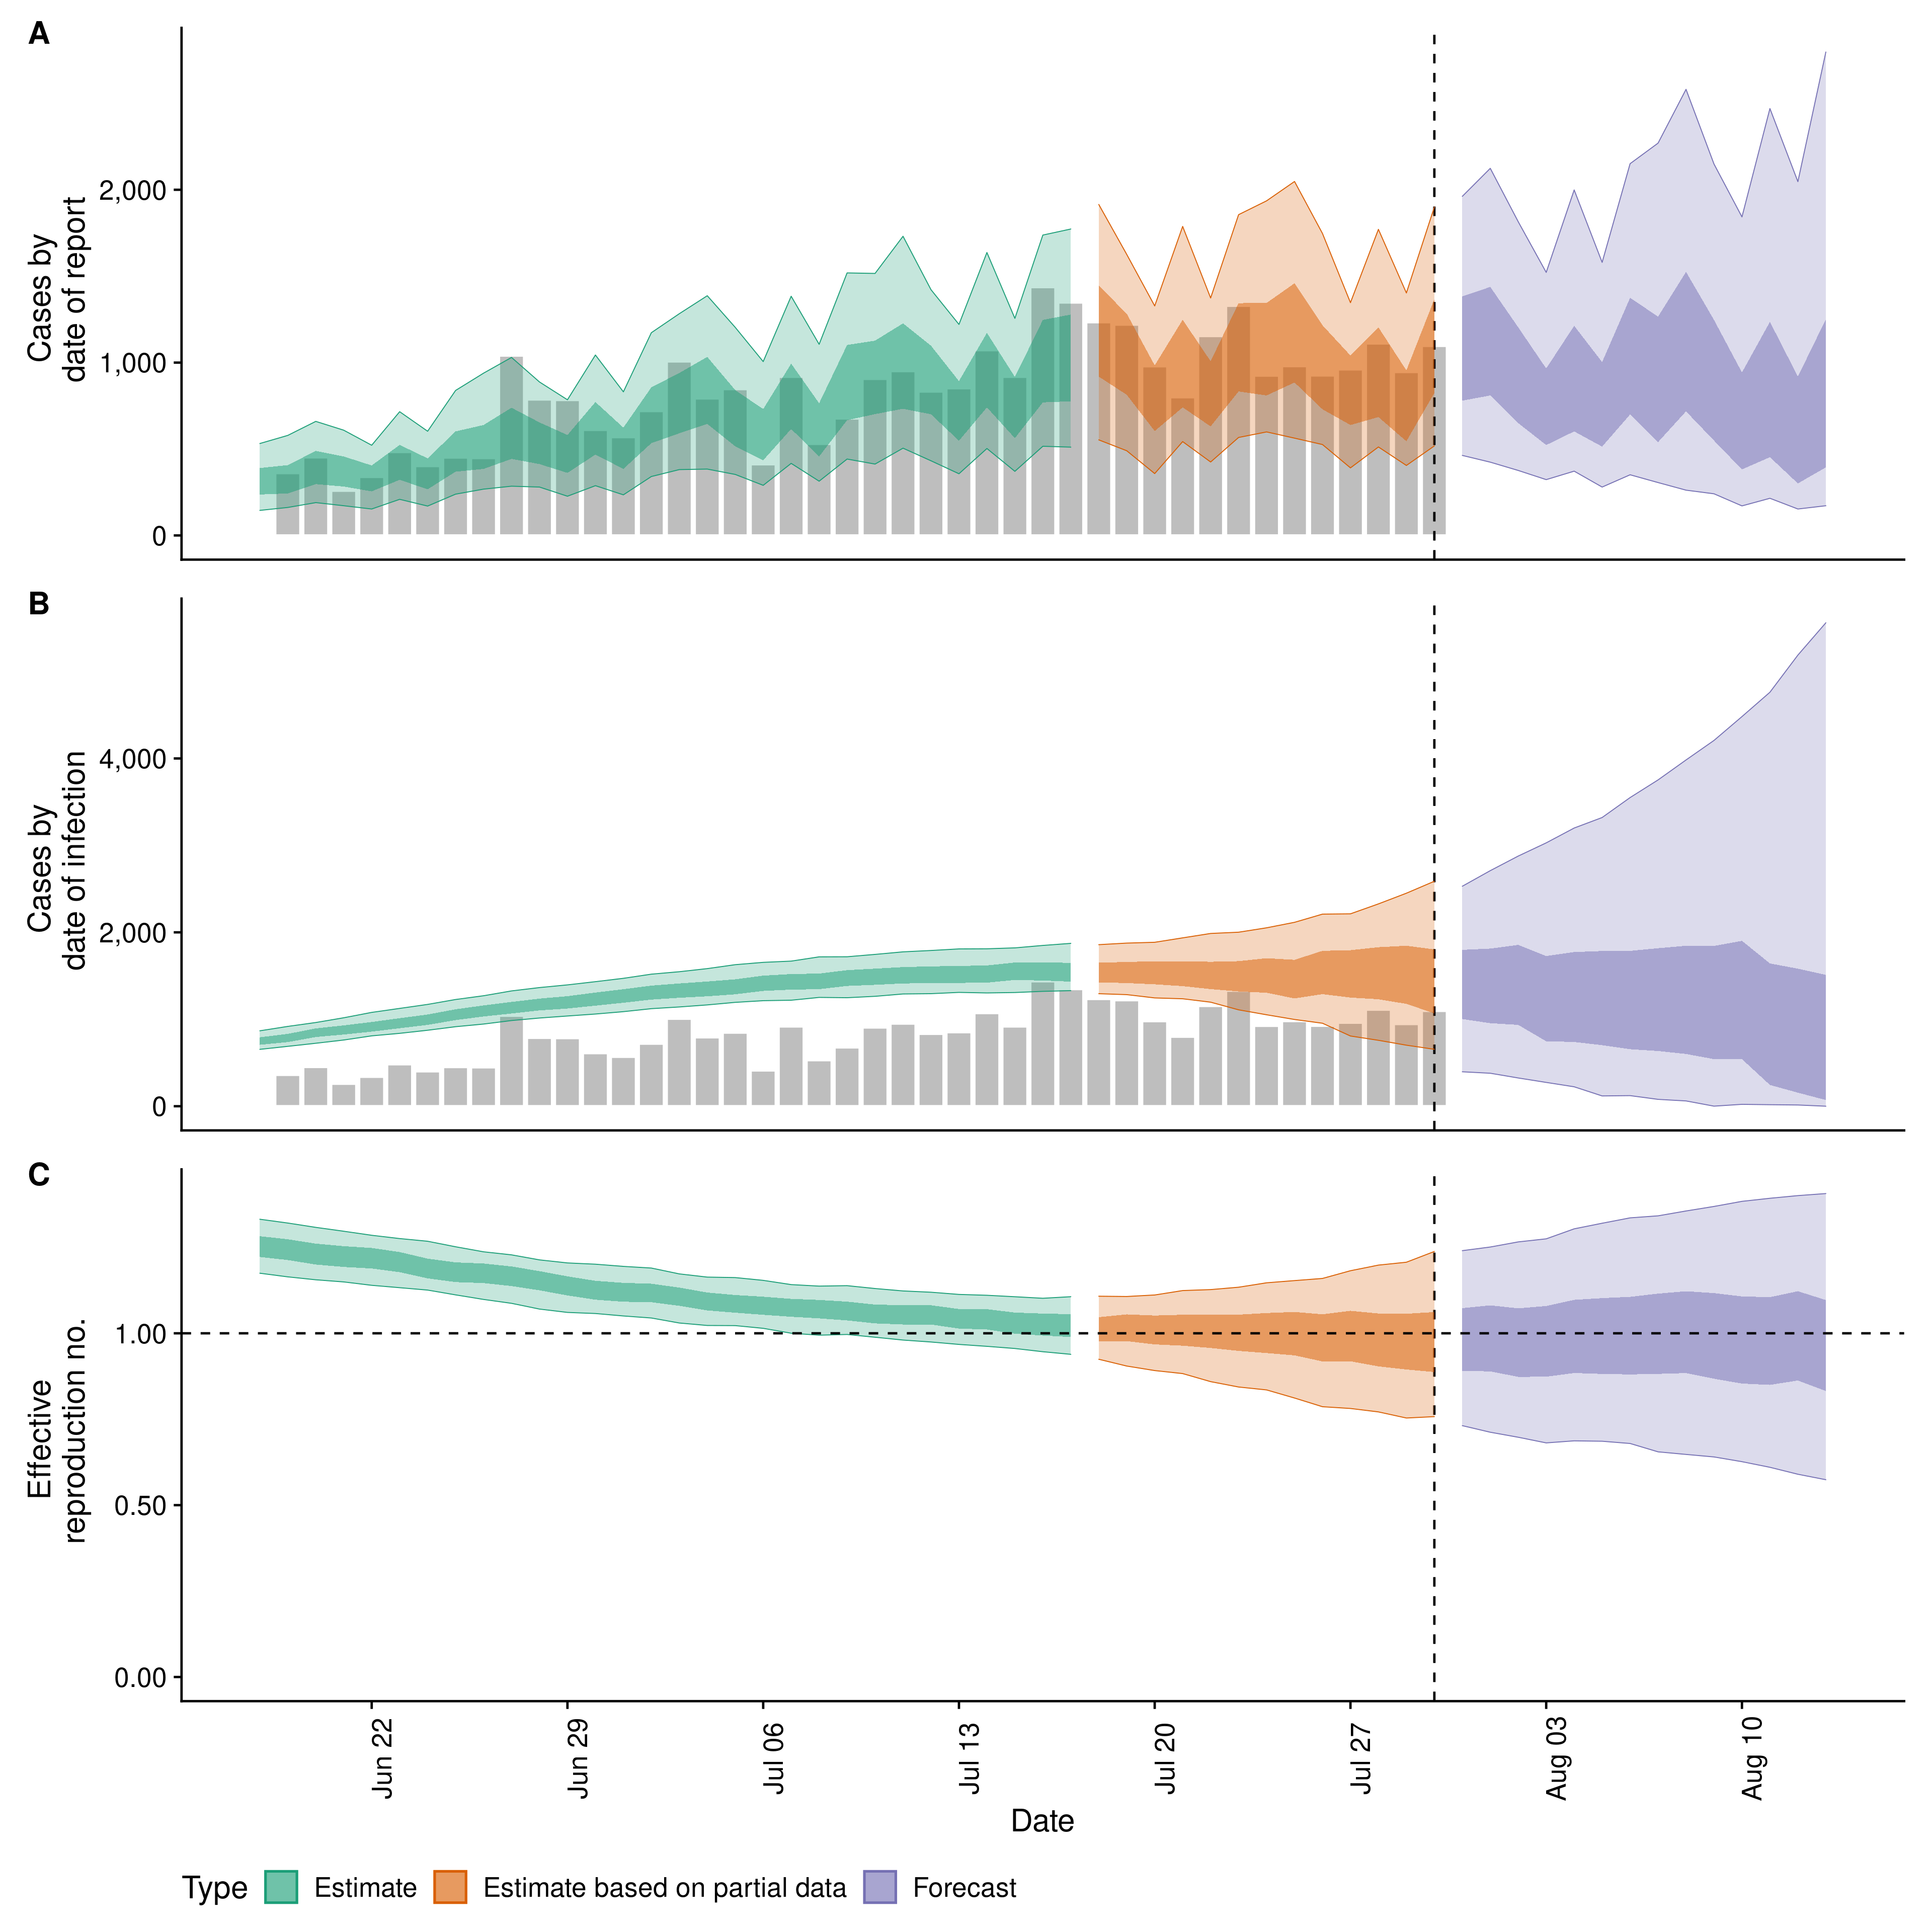 A
Cases by
date of report
2,000
1,000
0
B
Cases by
date of infection
4,000
2,000
0
C
Effective
reproduction no.
1.00
0.50
0.00
Jun 22
Jun 29
Jul 06
Jul 13
Jul 20
Jul 27
Aug 03
Aug 10
Date
Type
Estimate
Estimate based on partial data
Forecast